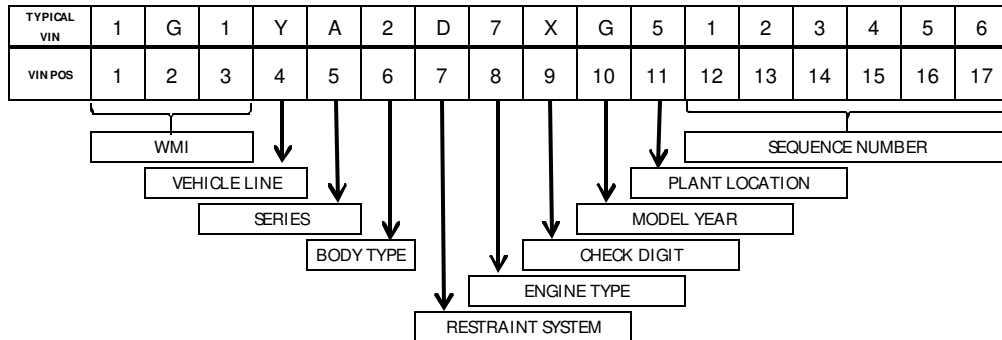 TYPICAL VIN 1 G 1 Y A 2 D 7 X G 5 1 2 3 4 5 6
VIN POS 1 2 3 4 5 6 7 8 9 10 11 12 13 14 15 16 17
WMI SEQUENCE NUMBER
VEHICLE LINE PLANT LOCATION
SERIES MODEL YEAR
BODY TYPE CHECK DIGIT
ENGINE TYPE
RESTRAINT SYSTEM